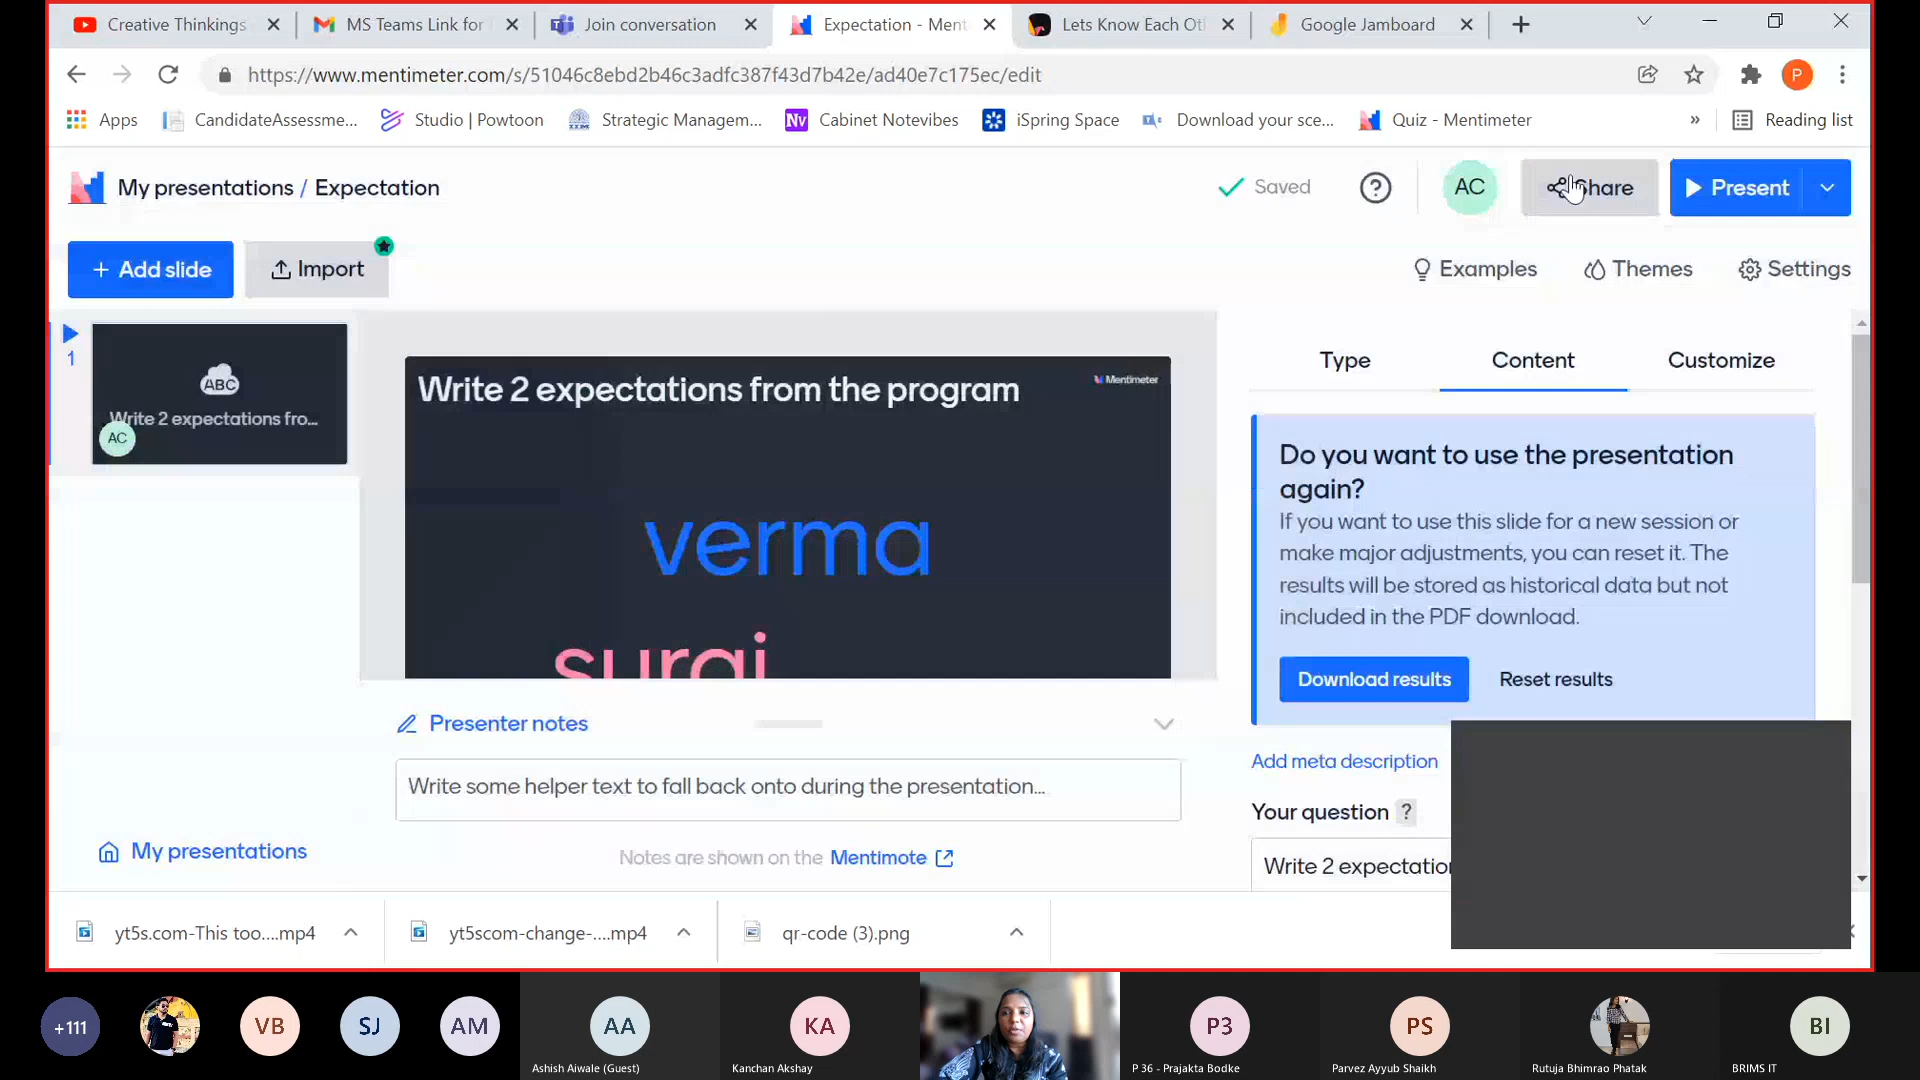 Creative Thinkings
MS Teams Link for
Join conversation
Expectation - Ment
Lets Know Each Ot
Google Jamboard
https://www.mentimeter.com/s/51046c8ebd2b46c3adfc387f43d7b42e/ad40e7c175ec/edit
P
Apps
CandidateAssessme...
Studio | Powtoon
Strategic Managem...
Nv Cabinet Notevibes
iSpring Space
Download your sce...
Quiz - Mentimeter
»
Reading list
My presentations / Expectation
Saved
?
AC
Share
Present
+ Add slide
Import
Examples
Themes
Settings
1
ABC
Write 2 expectations fro...
AC
Write 2 expectations from the program
Mentimeter
verma
suraj
Type
Content
Customize
Do you want to use the presentation
again?
If you want to use this slide for a new session or
make major adjustments, you can reset it. The
results will be stored as historical data but not
included in the PDF download.
Download results
Reset results
Presenter notes
Write some helper text to fall back onto during the presentation...
Notes are shown on the Mentimote
Add meta description
Your question ?
Write 2 expectation
My presentations
yt5s.com-This too....mp4
yt5scom-change-....mp4
qr-code (3).png
+111
VB
SJ
AM
AA
Ashish Aiwale (Guest)
KA
Kanchan Akshay
P3
P 36 - Prajakta Bodke
PS
Parvez Ayyub Shaikh
Rutuja Bhimrao Phatak
BI
BRIMS IT